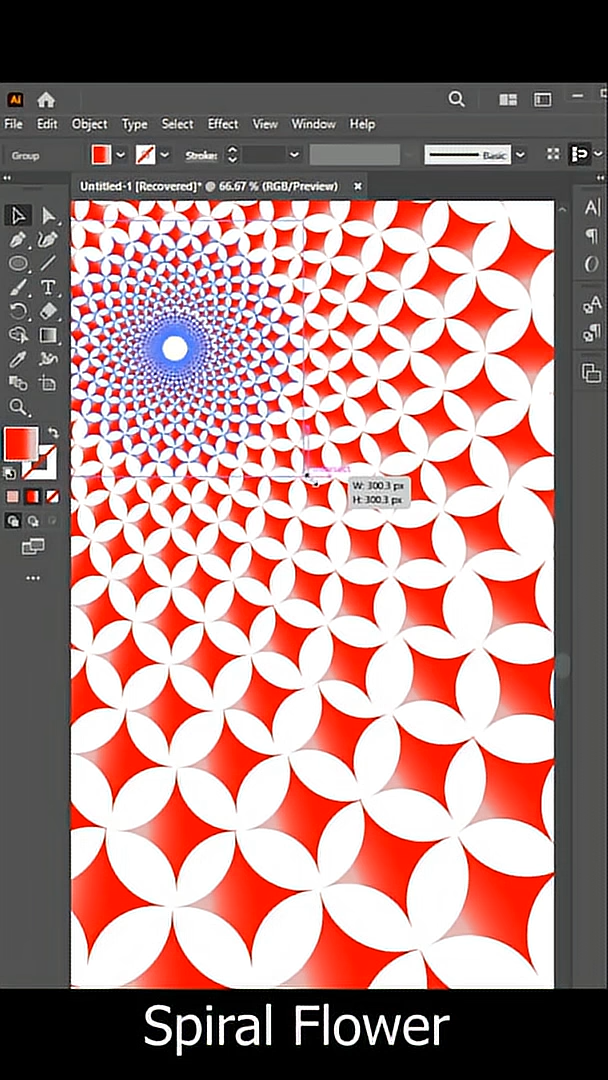 Ai
File Edit Object Type Select Effect View Window Help
Group Stroke: Basic
Untitled-1 [Recovered]* @ 66.67 % (RGB/Preview) ×
W: 300.3 px
H: 300.3 px
Spiral Flower